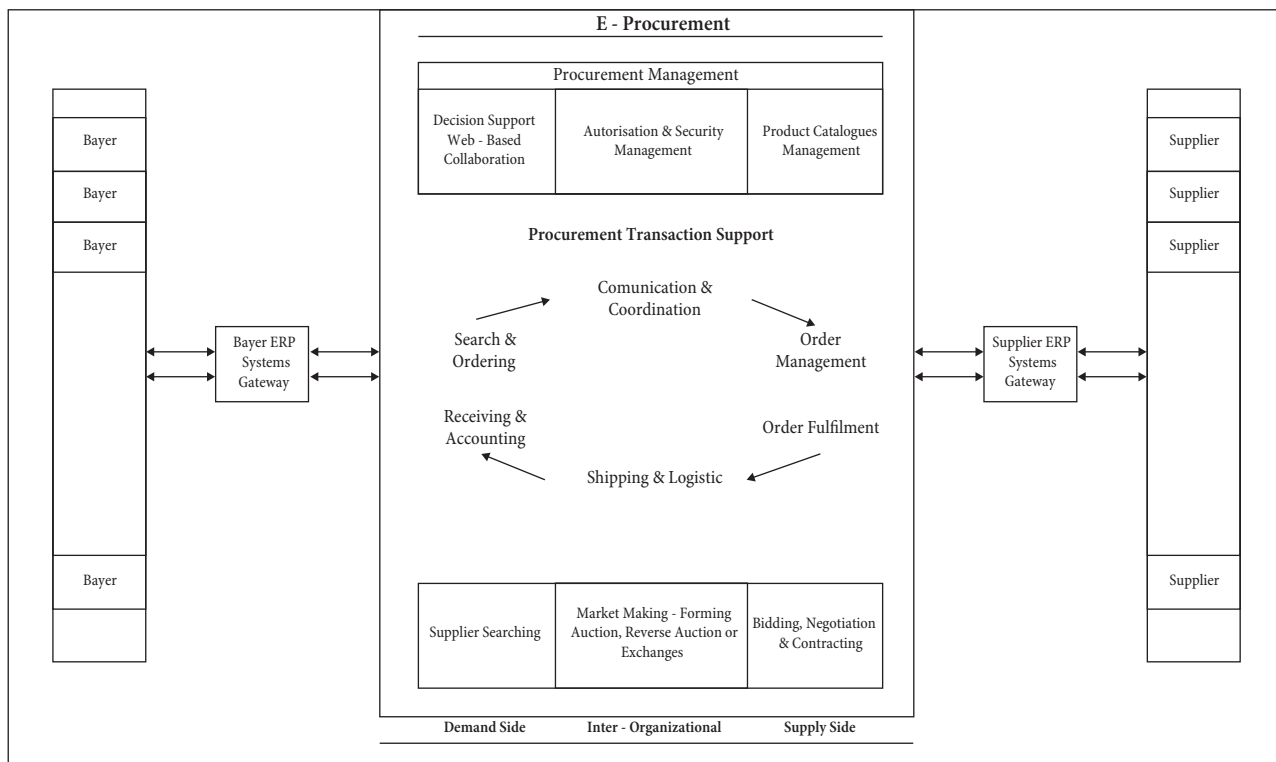 E - Procurement
Procurement Management
Decision Support
Web - Based
Collaboration
Autorisation & Security
Management
Product Catalogues
Management
Bayer
Bayer
Bayer
Bayer
Bayer ERP
Systems
Gateway
Procurement Transaction Support
Comunication &
Coordination
Search &
Ordering
Order
Management
Receiving &
Accounting
Order Fulfilment
Shipping & Logistic
Supplier Searching
Market Making - Forming
Auction, Reverse Auction or
Exchanges
Bidding, Negotiation
& Contracting
Demand Side
Inter - Organizational
Supply Side
Supplier ERP
Systems
Gateway
Supplier
Supplier
Supplier
Supplier